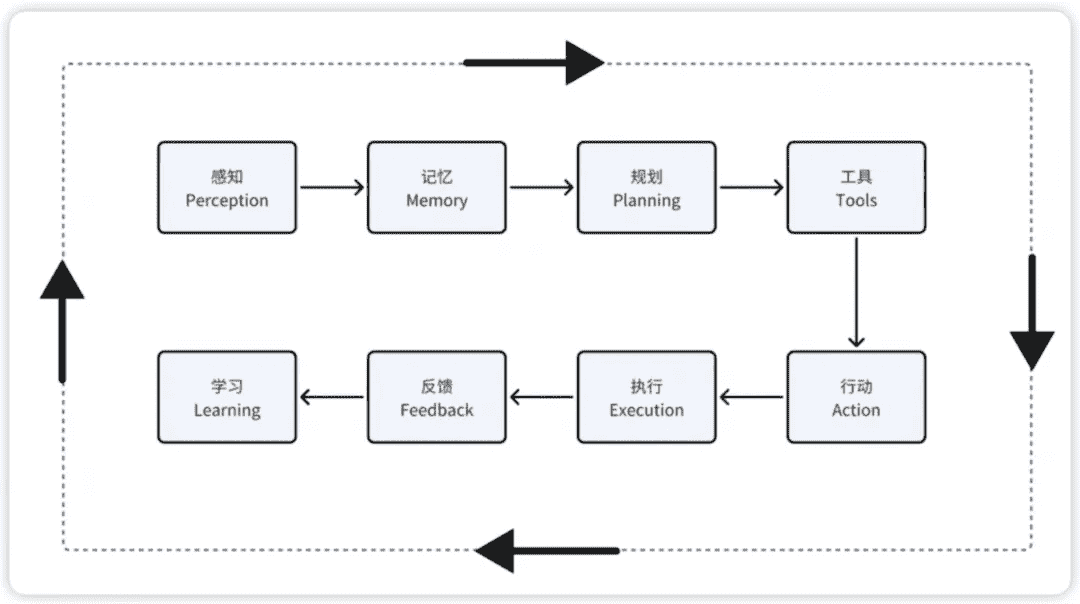 感知
Perception
记忆
Memory
规划
Planning
工具
Tools
学习
Learning
反馈
Feedback
执行
Execution
行动
Action